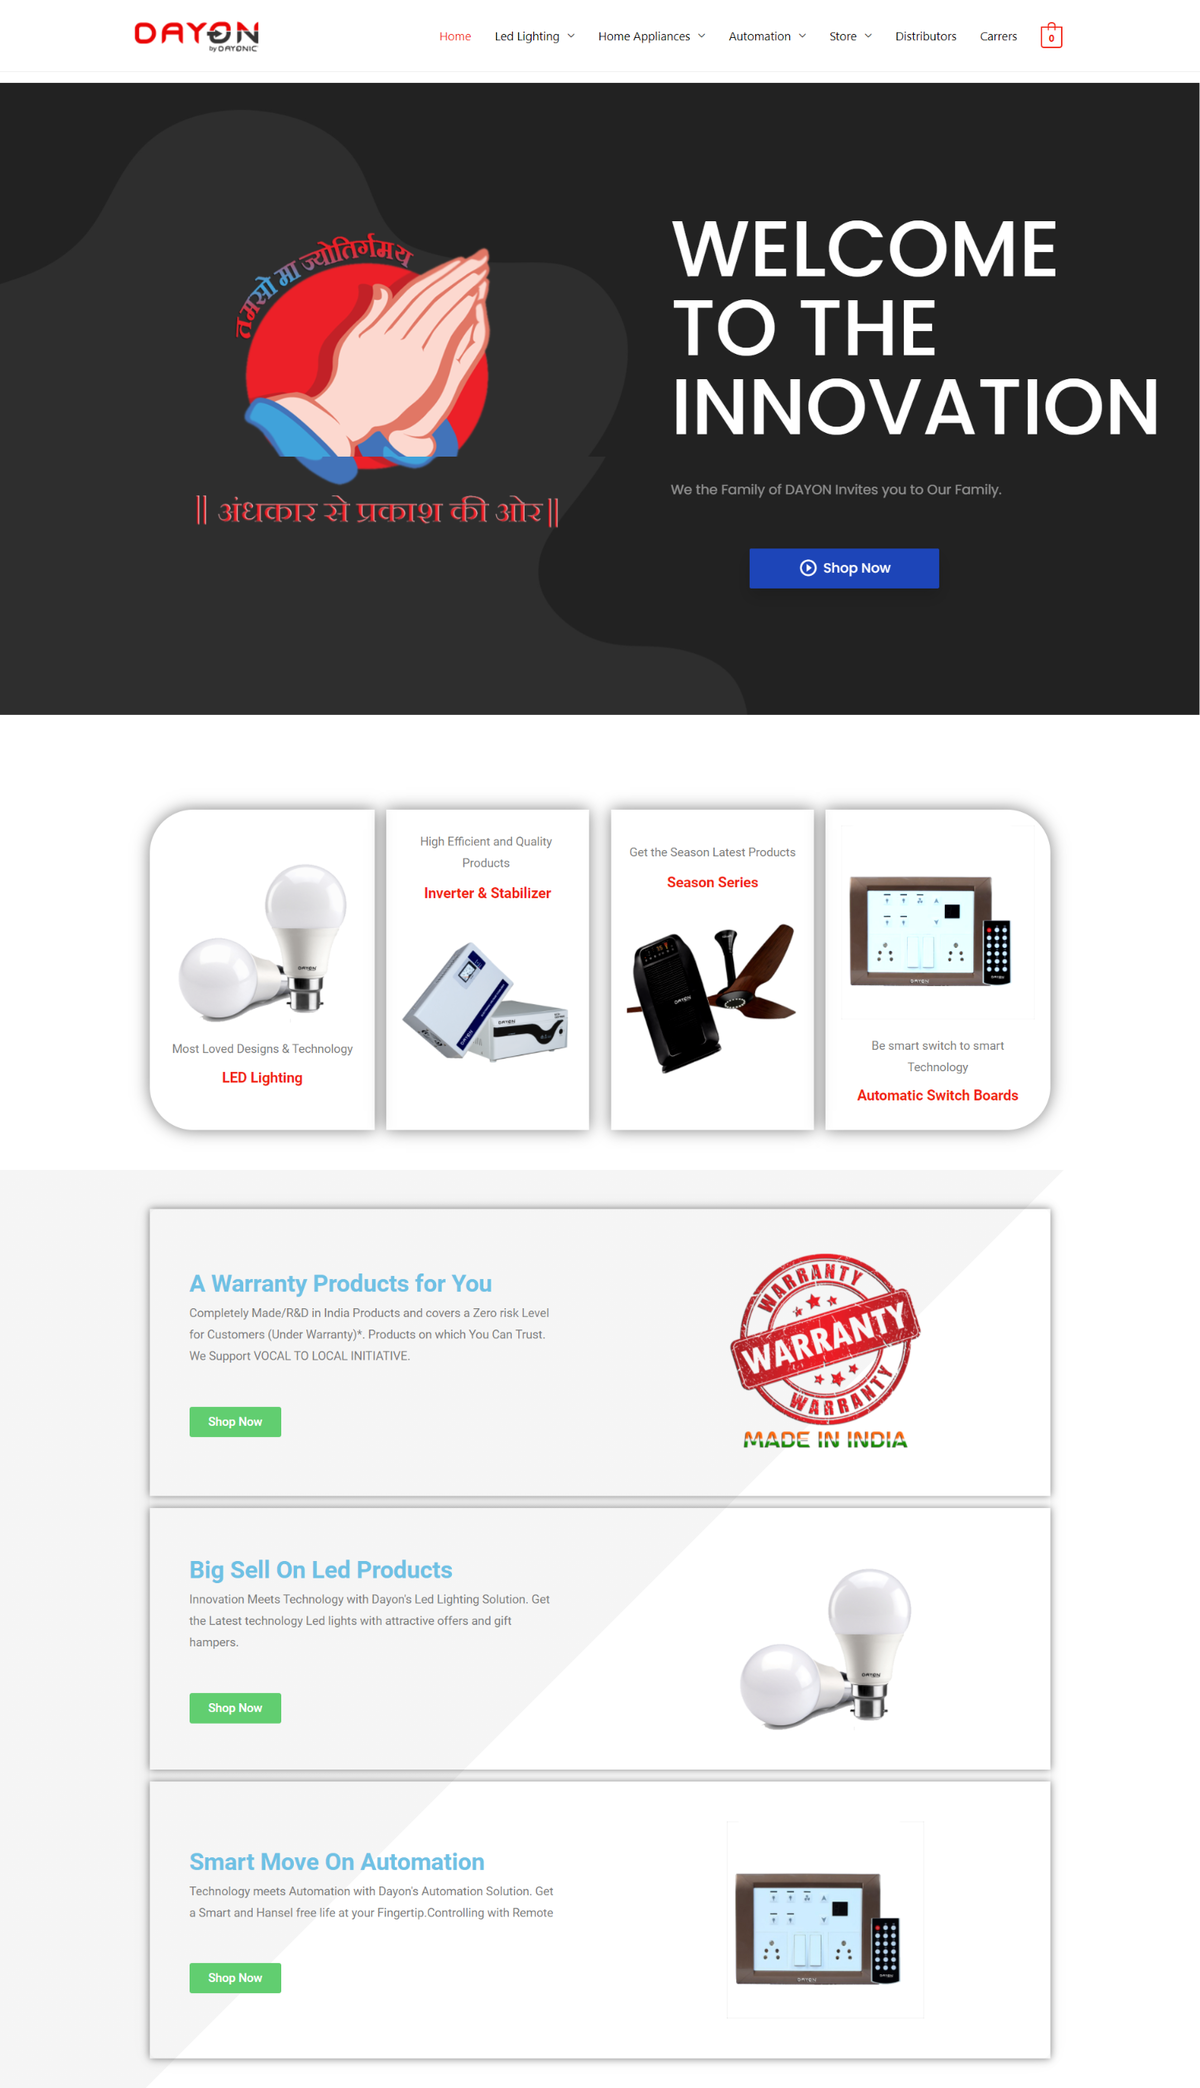 DAYON
by DAYONIC
Home Led Lighting Home Appliances Automation Store Distributors Carrers 0
तमसो मा ज्योतिर्गमय
|| अंधकार से प्रकाश की ओर ||
WELCOME
TO THE
INNOVATION
We the Family of DAYON Invites you to Our Family.
Shop Now
DAYON
Most Loved Designs & Technology
LED Lighting
High Efficient and Quality
Products
Inverter & Stabilizer
DAYON
Get the Season Latest Products
Season Series
DAYON
DAYON
Be smart switch to smart
Technology
Automatic Switch Boards
A Warranty Products for You
Completely Made/R&D in India Products and covers a Zero risk Level
for Customers (Under Warranty)*. Products on which You Can Trust.
We Support VOCAL TO LOCAL INITIATIVE.
Shop Now
WARRANTY
WARRANTY
WARRANTY
MADE IN INDIA
Big Sell On Led Products
Innovation Meets Technology with Dayon's Led Lighting Solution. Get
the Latest technology Led lights with attractive offers and gift
hampers.
Shop Now
DAYON
Smart Move On Automation
Technology meets Automation with Dayon's Automation Solution. Get
a Smart and Hansel free life at your Fingertip.Controlling with Remote
Shop Now
DAYON